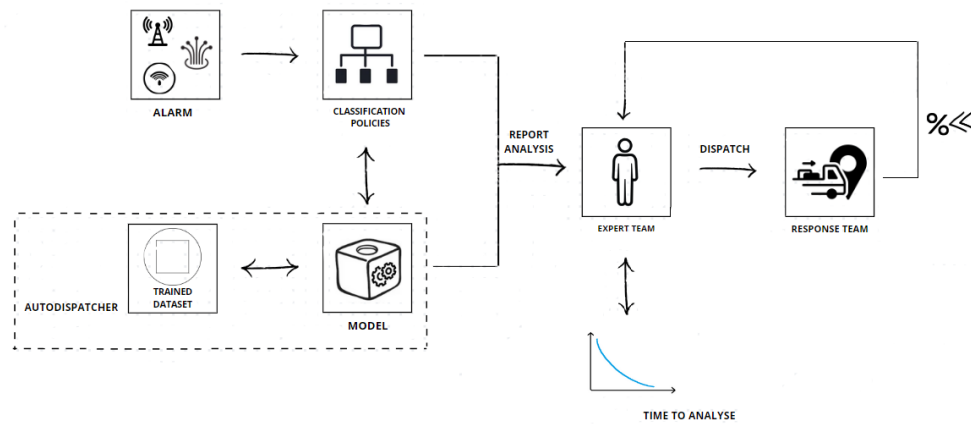 ALARM
CLASSIFICATION
POLICIES
REPORT
ANALYSIS
DISPATCH
%<<
EXPERT TEAM
RESPONSE TEAM
TRAINED
DATASET
AUTODISPATCHER
MODEL
TIME TO ANALYSE